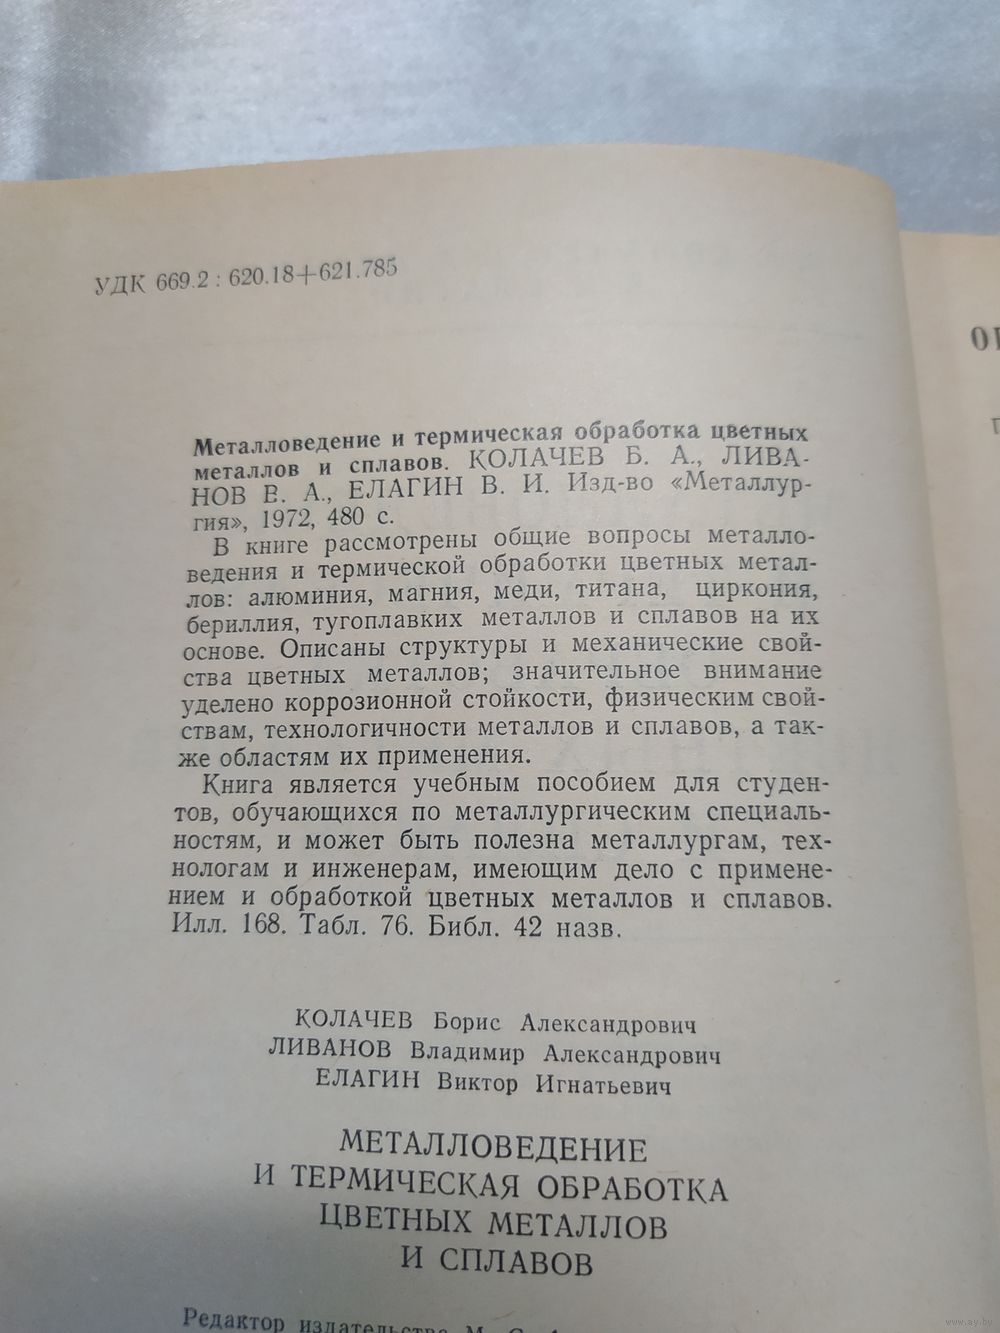 УДК 669.2 : 620.18+621.785
Металловедение и термическая обработка цветных
металлов и сплавов. КОЛАЧЕВ Б. А., ЛИВА-
НОВ В. А., ЕЛАГИН В. И. Изд-во «Металлур-
гия», 1972, 480 с.
В книге рассмотрены общие вопросы металло-
ведения и термической обработки цветных метал-
лов: алюминия, магния, меди, титана, циркония,
бериллия, тугоплавких металлов и сплавов на их
основе. Описаны структуры и механические свой-
ства цветных металлов; значительное внимание
уделено коррозионной стойкости, физическим свой-
ствам, технологичности металлов и сплавов, а так-
же областям их применения.
Книга является учебным пособием для студен-
тов, обучающихся по металлургическим специаль-
ностям, и может быть полезна металлургам, тех-
нологам и инженерам, имеющим дело с примене-
нием и обработкой цветных металлов и сплавов.
Илл. 168. Табл. 76. Библ. 42 назв.
КОЛАЧЕВ Борис Александрович
ЛИВАНОВ Владимир Александрович
ЕЛАГИН Виктор Игнатьевич
МЕТАЛЛОВЕДЕНИЕ
И ТЕРМИЧЕСКАЯ ОБРАБОТКА
ЦВЕТНЫХ МЕТАЛЛОВ
И СПЛАВОВ
Редактор издательства М. С.
www.ay.by